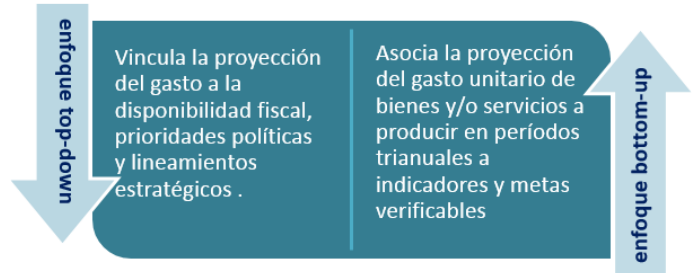 enfoque top-down
Vincula la proyección
del gasto a la
disponibilidad fiscal,
prioridades políticas
y lineamientos
estratégicos .
Asocia la proyección
del gasto unitario de
bienes y/o servicios a
producir en períodos
trianuales a
indicadores y metas
verificables
enfoque bottom-up